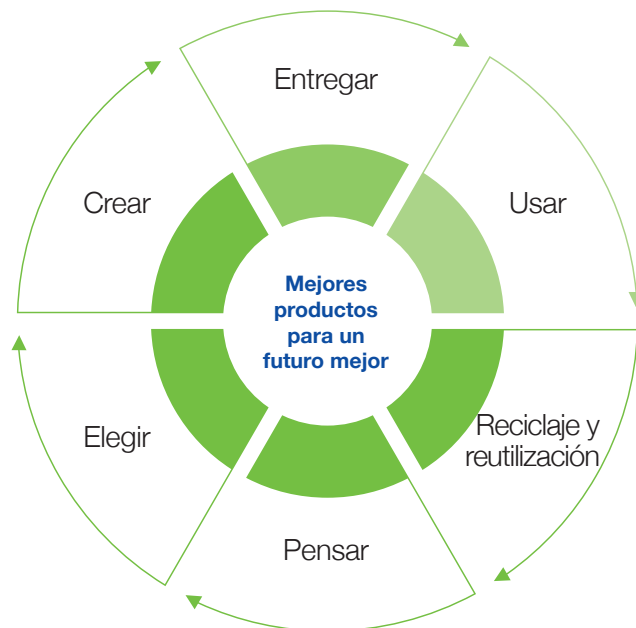 Entregar
Crear
Usar
Mejores
productos
para un
futuro mejor
Elegir
Reciclaje y
reutilización
Pensar